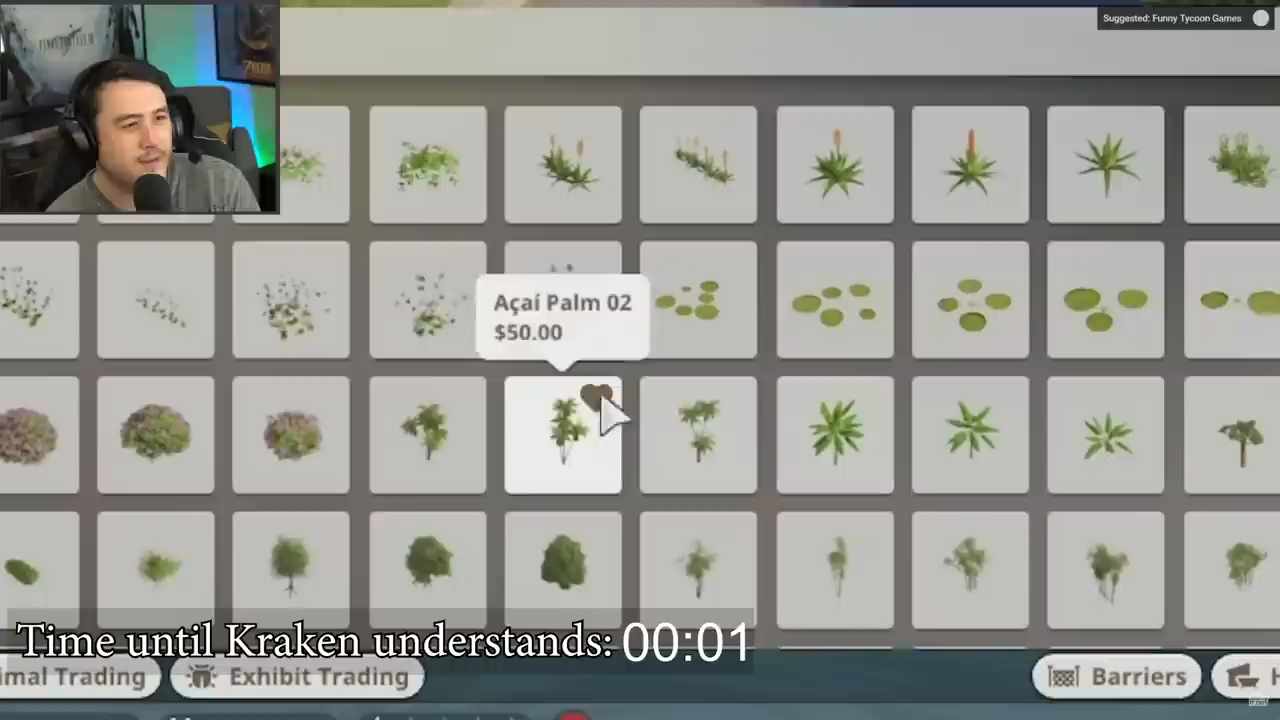 Suggested: Funny Tycoon Games
Açaí Palm 02
$50.00
Time until Kraken understands: 00:01
imal Trading
Exhibit Trading
Barriers
H